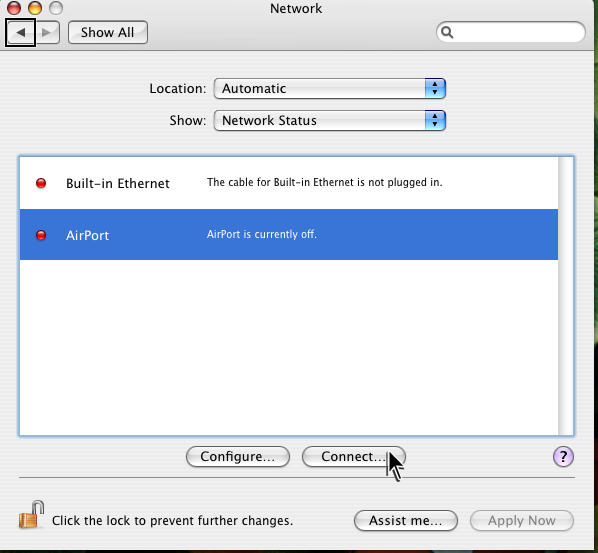 Network
Show All
Location: Automatic
Show: Network Status
Built-in Ethernet The cable for Built-in Ethernet is not plugged in.
AirPort AirPort is currently off.
Configure... Connect... ?
Click the lock to prevent further changes. Assist me... Apply Now